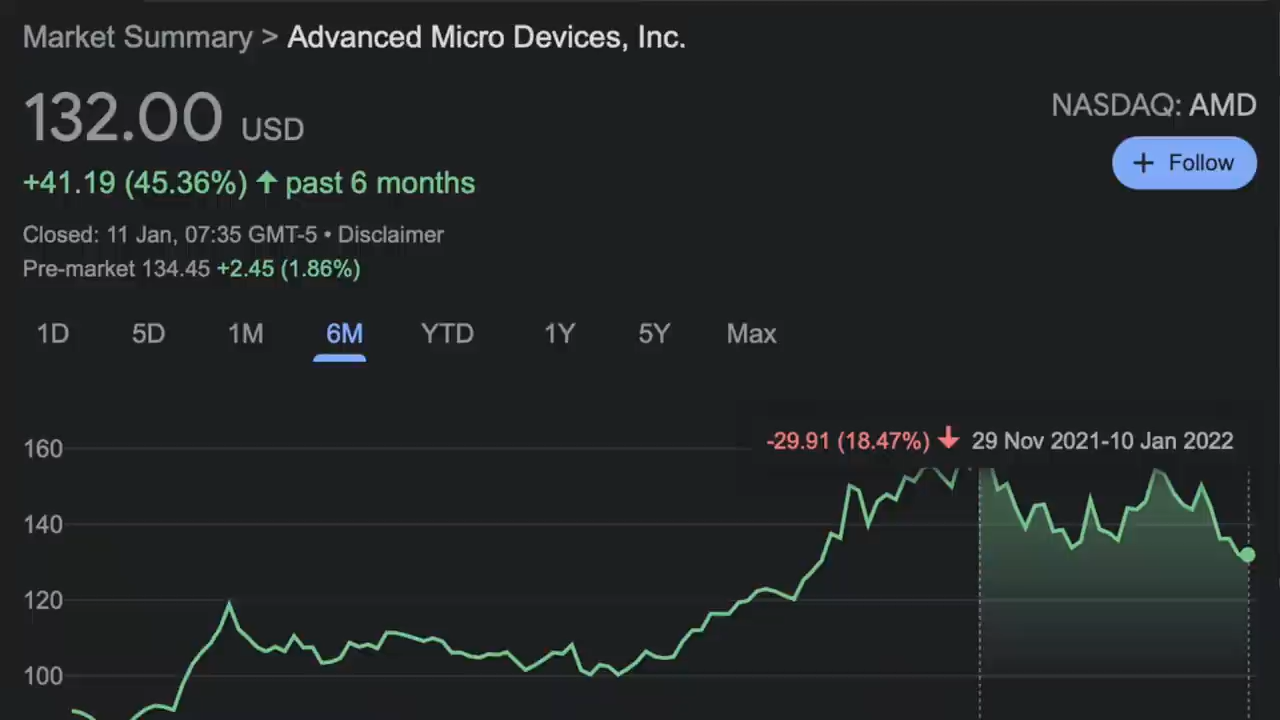 Market Summary > Advanced Micro Devices, Inc.
132.00 USD
NASDAQ: AMD
+ Follow
+41.19 (45.36%) ↑ past 6 months
Closed: 11 Jan, 07:35 GMT-5 • Disclaimer
Pre-market 134.45 +2.45 (1.86%)
1D 5D 1M 6M YTD 1Y 5Y Max
-29.91 (18.47%) ↓ 29 Nov 2021-10 Jan 2022
160
140
120
100